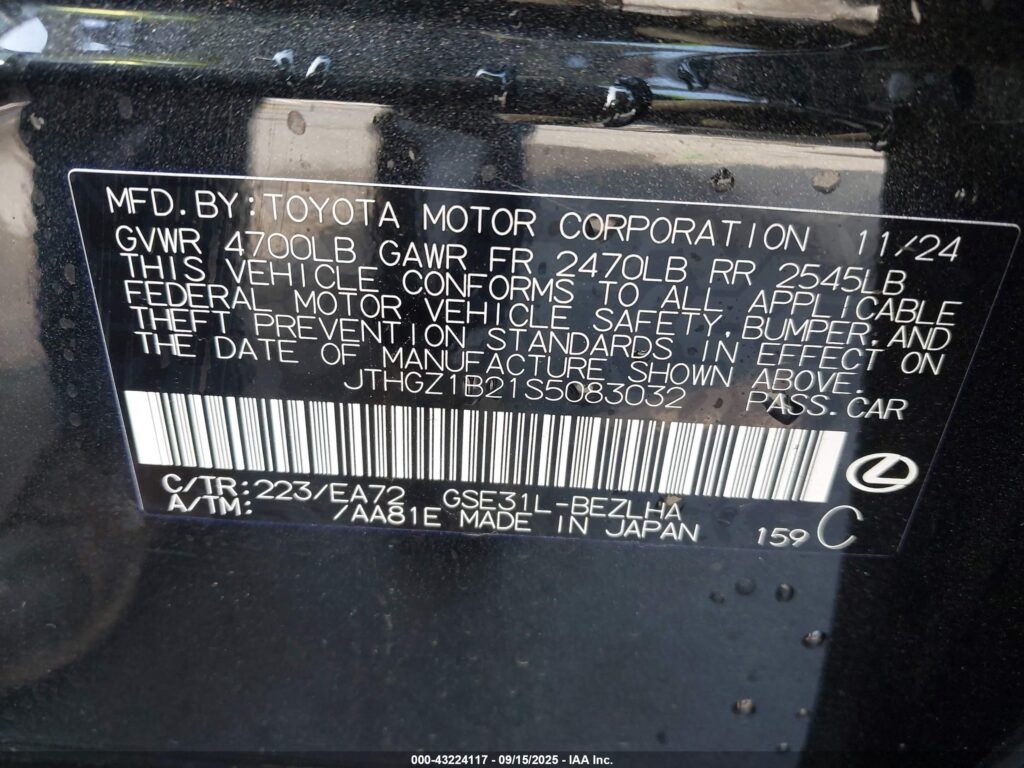 MFD.BY:TOYOTA MOTOR CORPORATION 11/24
GVWR 4700LB GAWR FR 2470LB RR 2545LB
THIS VEHICLE CONFORMS TO ALL APPLICABLE
FEDERAL MOTOR VEHICLE SAFETY,BUMPER,AND
THEFT PREVENTION STANDARDS IN EFFECT ON
THE DATE OF MANUFACTURE SHOWN ABOVE.
JTHGZ1B21S5083032 PASS.CAR
C/TR:223/EA72 GSE31L-BEZLHA
A/TM: /AA81E MADE IN JAPAN 159 C
000-43224117 - 09/15/2025 - IAA Inc.